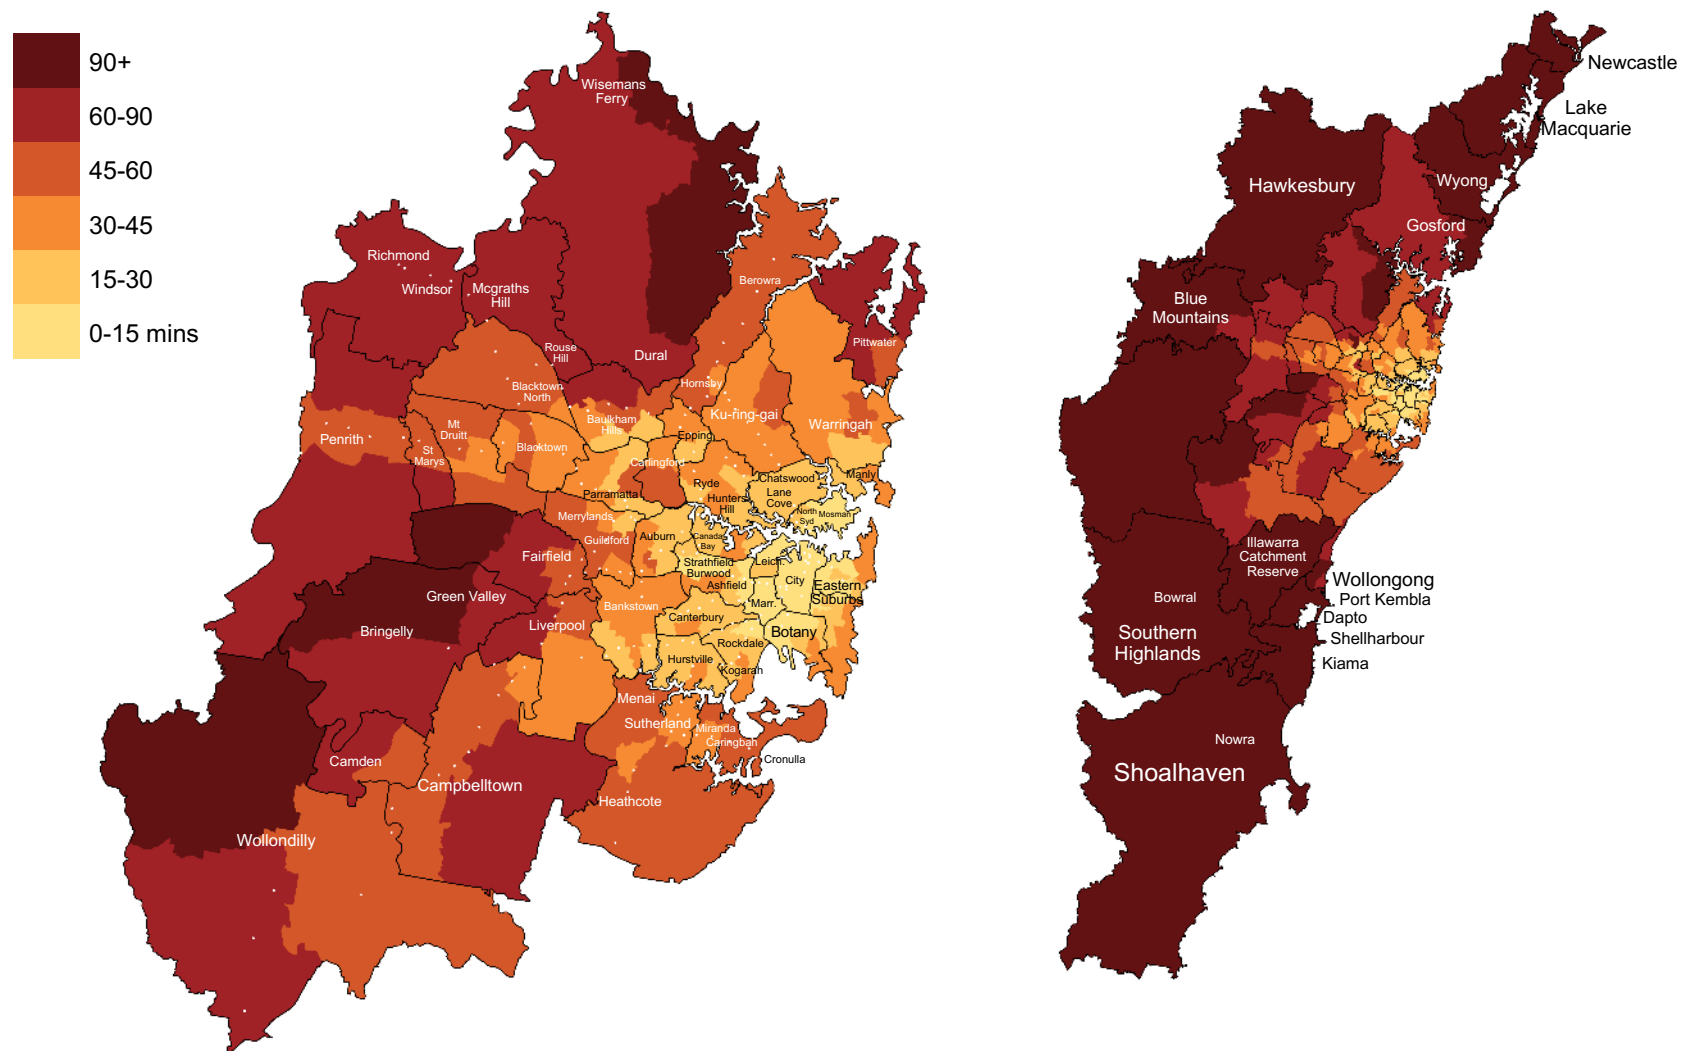 90+
60-90
45-60
30-45
15-30
0-15 mins
Wisemans
Ferry
Richmond
Windsor
Mcgraths
Hill
Berowra
Rouse
Hill
Dural
Pittwater
Blacktown
North
Hornsby
Ku-ring-gai
Baulkham
Hills
Warringah
Penrith
Mt
Druitt
Epping
St
Marys
Blacktown
Carlingford
Manly
Chatswood
Ryde
Lane
Cove
Parramatta
Hunters
Hill
North
Syd
Mosman
Merrylands
Guildford
Auburn
Canada
Bay
Fairfield
Strathfield
Burwood
Leich.
Ashfield
City
Eastern
Suburbs
Green Valley
Bankstown
Marr.
Canterbury
Bringelly
Liverpool
Botany
Rockdale
Hurstville
Kogarah
Menai
Sutherland
Miranda
Caringbah
Cronulla
Camden
Campbelltown
Heathcote
Wollondilly
Newcastle
Lake
Macquarie
Hawkesbury
Wyong
Gosford
Blue
Mountains
Illawarra
Catchment
Reserve
Wollongong
Port Kembla
Bowral
Dapto
Southern
Highlands
Shellharbour
Kiama
Nowra
Shoalhaven